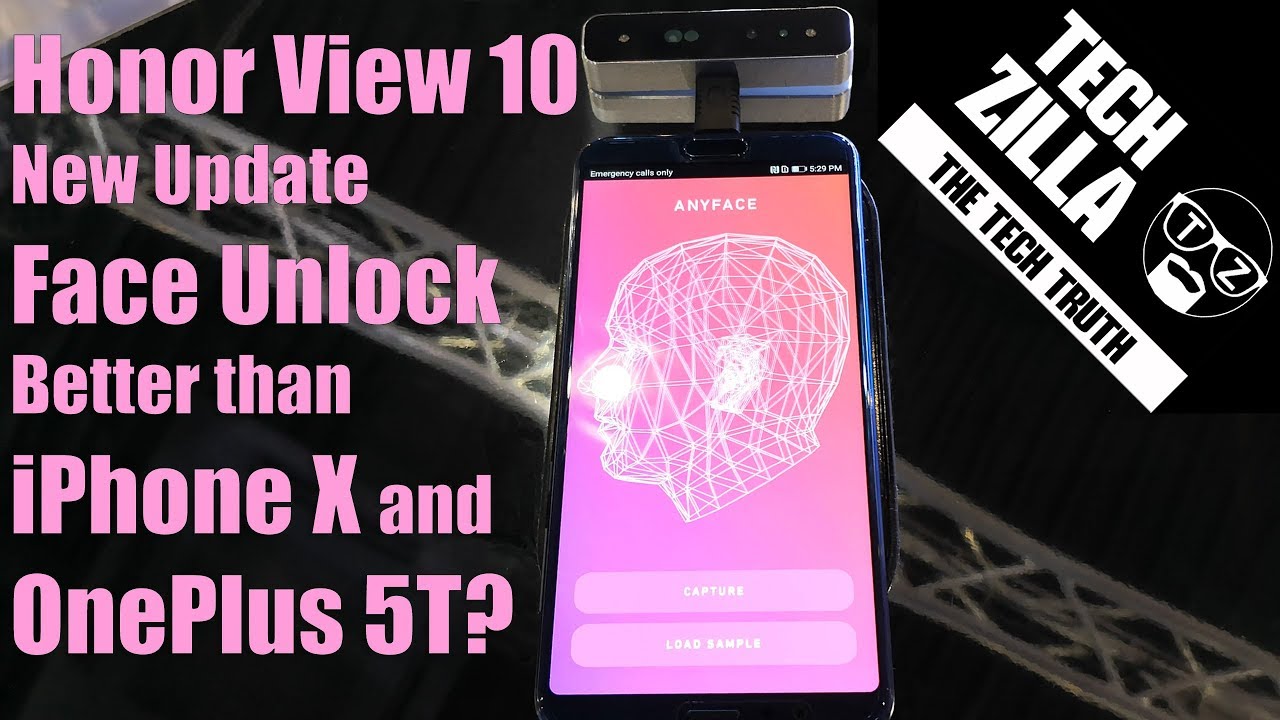 Honor View 10
New Update
Face Unlock
Better than
iPhone X and
OnePlus 5T?
Emergency calls only
5:29 PM
ANYFACE
CAPTURE
LOAD SAMPLE
TECH
ZILLA
THE TECH TRUTH
T Z